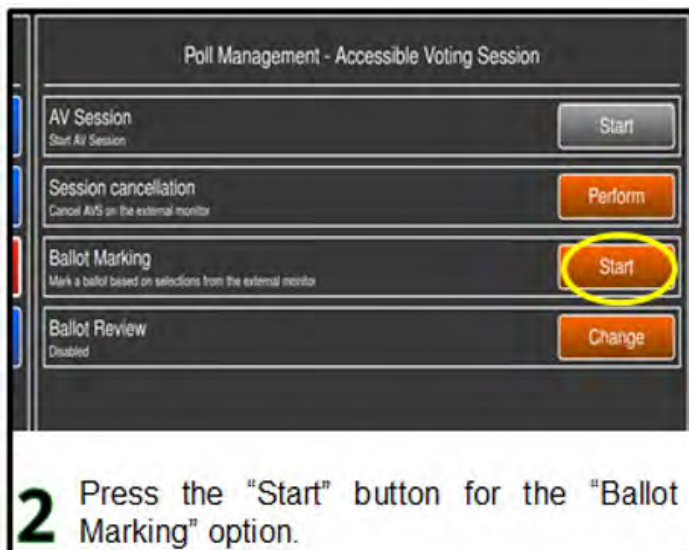 Poll Management - Accessible Voting Session
AV Session
Start AV Session
Start
Session cancellation
Cancel AVS on the external monitor
Perform
Ballot Marking
Mark a ballot based on selections from the external monitor
Start
Ballot Review
Disabled
Change
2 Press the “Start” button for the “Ballot
Marking” option.